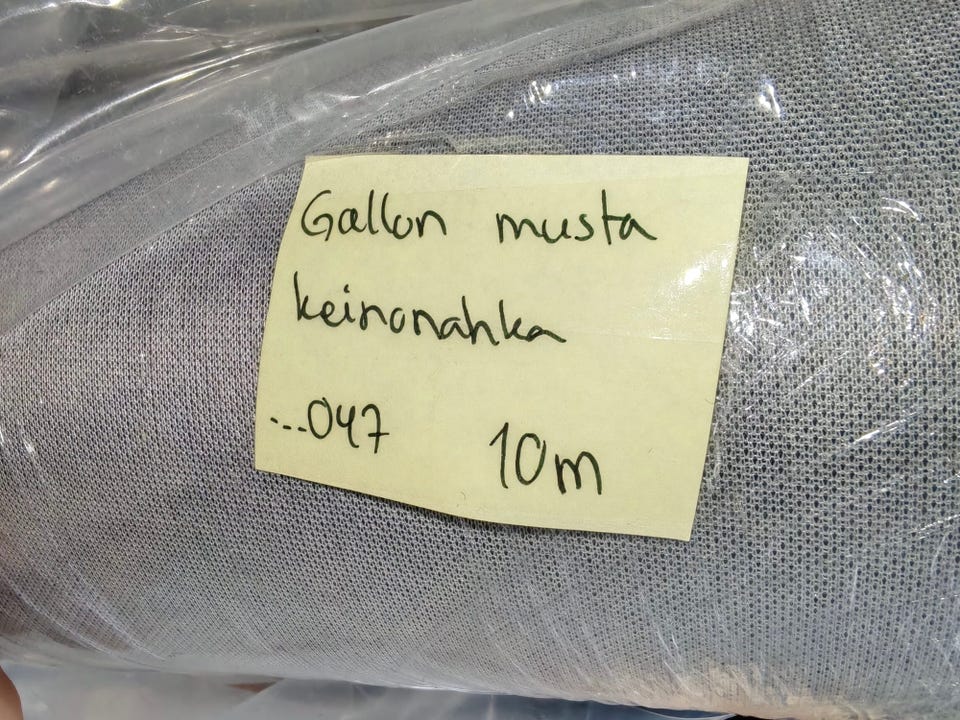 Gallon musta
keinonahka
...047 10m